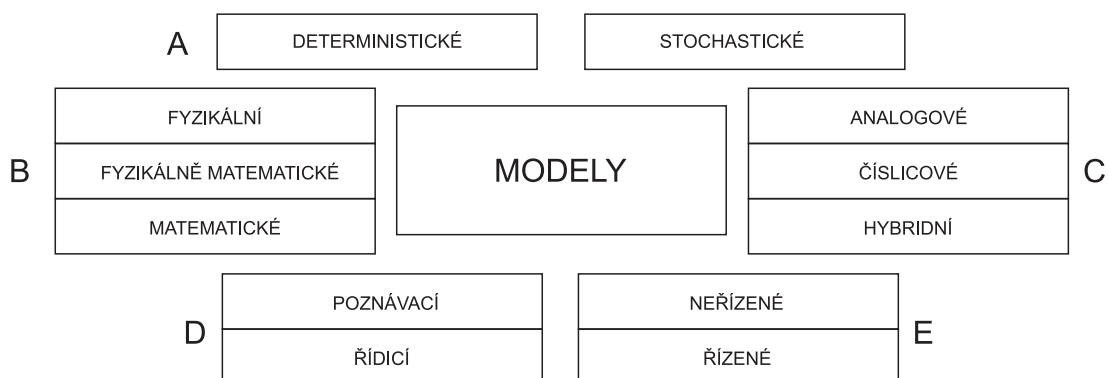 A DETERMINISTICKÉ STOCHASTICKÉ
FYZIKÁLNÍ
B FYZIKÁLNĚ MATEMATICKÉ
MATEMATICKÉ
MODELY
ANALOGOVÉ
ČÍSLICOVÉ C
HYBRIDNÍ
D POZNÁVACÍ
ŘÍDICÍ
NEŘÍZENÉ E
ŘÍZENÉ